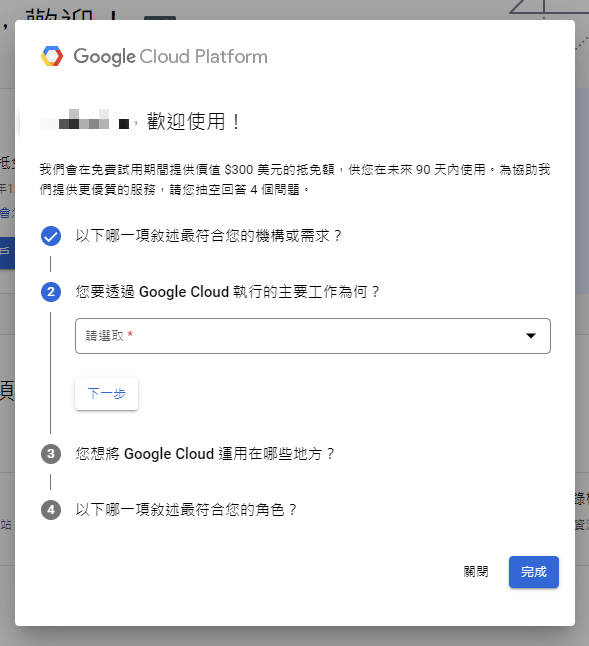 ，歡迎！
Google Cloud Platform
，歡迎使用！
抵免
年1
我們會在免費試用期間提供價值 $300 美元的抵免額，供您在未來 90 天內使用。為協助我
們提供更優質的服務，請您抽空回答 4 個問題。
以下哪一項敘述最符合您的機構或需求？
戶
2 您要透過 Google Cloud 執行的主要工作為何？
請選取 *
項
下一步
3 您想將 Google Cloud 運用在哪些地方？
4 以下哪一項敘述最符合您的角色？
站
關閉
完成